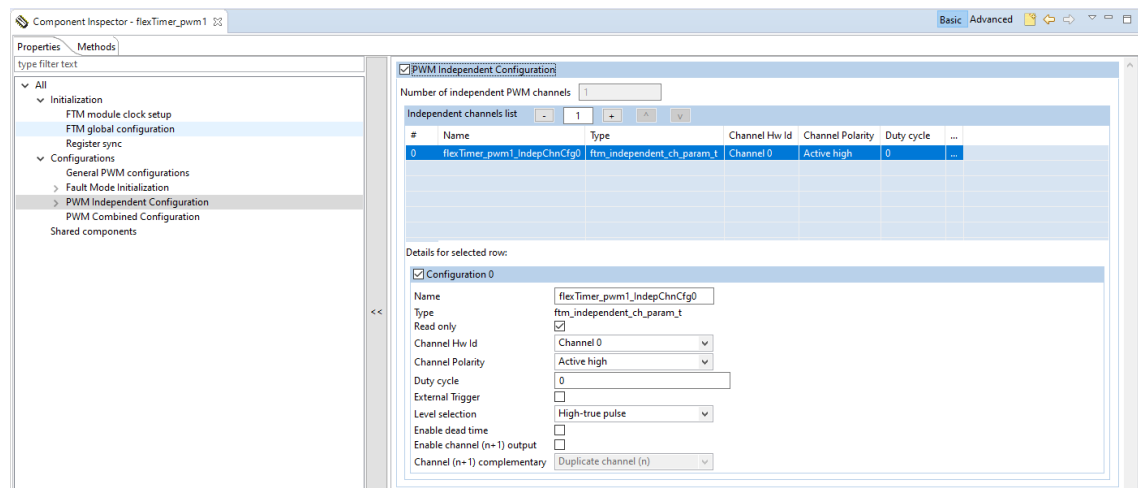 Component Inspector - flexTimer_pwm1
Basic Advanced
Properties Methods
type filter text
All
Initialization
FTM module clock setup
FTM global configuration
Register sync
Configurations
General PWM configurations
Fault Mode Initialization
PWM Independent Configuration
PWM Combined Configuration
Shared components
<<
PWM Independent Configuration
Number of independent PWM channels 1
Independent channels list - 1 + ^ v
# Name Type Channel Hw Id Channel Polarity Duty cycle ...
0 flexTimer_pwm1_IndepChnCfg0 ftm_independent_ch_param_t Channel 0 Active high 0 ...
Details for selected row:
Configuration 0
Name flexTimer_pwm1_IndepChnCfg0
Type ftm_independent_ch_param_t
Read only
Channel Hw Id Channel 0
Channel Polarity Active high
Duty cycle 0
External Trigger
Level selection High-true pulse
Enable dead time
Enable channel (n+1) output
Channel (n+1) complementary Duplicate channel (n)